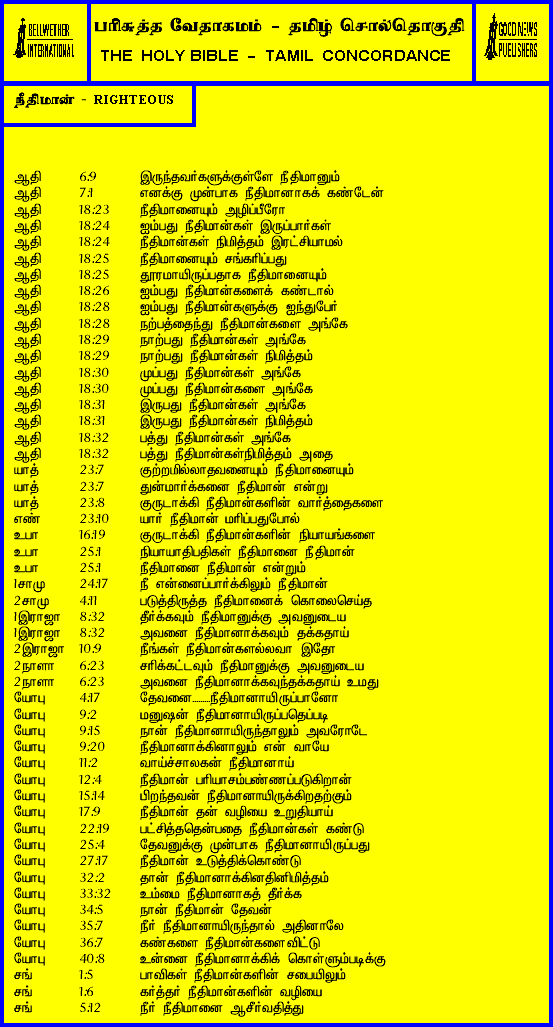 BELLWETHER
INTERNATIONAL
பரிசுத்த வேதாகமம் - தமிழ் சொல்தொகுதி
THE HOLY BIBLE - TAMIL CONCORDANCE
GOOD NEWS
PUBLISHERS
நீதிமான் - RIGHTEOUS
ஆதி 6:9 இருந்தவர்களுக்குள்ளே நீதிமானும்
ஆதி 7:1 எனக்கு முன்பாக நீதிமானாகக் கண்டேன்
ஆதி 18:23 நீதிமானையும் அழிப்பீரோ
ஆதி 18:24 ஐம்பது நீதிமான்கள் இருப்பார்கள்
ஆதி 18:24 நீதிமான்கள் நிமித்தம் இரட்சியாமல்
ஆதி 18:25 நீதிமானையும் சங்கரிப்பது
ஆதி 18:25 தூரமாயிருப்பதாக நீதிமானையும்
ஆதி 18:26 ஐம்பது நீதிமான்களைக் கண்டால்
ஆதி 18:28 ஐம்பது நீதிமான்களுக்கு ஐந்துபேர்
ஆதி 18:28 நற்பத்தைந்து நீதிமான்களை அங்கே
ஆதி 18:29 நாற்பது நீதிமான்கள் அங்கே
ஆதி 18:29 நாற்பது நீதிமான்கள் நிமித்தம்
ஆதி 18:30 முப்பது நீதிமான்கள் அங்கே
ஆதி 18:30 முப்பது நீதிமான்களை அங்கே
ஆதி 18:31 இருபது நீதிமான்கள் அங்கே
ஆதி 18:31 இருபது நீதிமான்கள் நிமித்தம்
ஆதி 18:32 பத்து நீதிமான்கள் அங்கே
ஆதி 18:32 பத்து நீதிமான்கள்நிமித்தம் அதை
யாத் 23:7 குற்றமில்லாதவனையும் நீதிமானையும்
யாத் 23:7 துன்மார்க்கனை நீதிமான் என்று
யாத் 23:8 குருடாக்கி நீதிமான்களின் வார்த்தைகளை
எண் 23:10 யார் நீதிமான் மரிப்பதுபோல்
உபா 16:19 குருடாக்கி நீதிமான்களின் நியாயங்களை
உபா 25:1 நியாயாதிபதிகள் நீதிமானை நீதிமான்
உபா 25:1 நீதிமானை நீதிமான் என்றும்
1சாமு 24:17 நீ என்னைப்பார்க்கிலும் நீதிமான்
2சாமு 4:11 படுத்திருத்த நீதிமானைக் கொலைசெய்த
1இராஜா 8:32 தீர்க்கவும் நீதிமானுக்கு அவனுடைய
1இராஜா 8:32 அவனை நீதிமானாக்கவும் தக்கதாய்
2இராஜா 10:9 நீங்கள் நீதிமான்களல்லவா இதோ
2நாளா 6:23 சரிக்கட்டவும் நீதிமானுக்கு அவனுடைய
2நாளா 6:23 அவனை நீதிமானாக்கவுந்தக்கதாய் உமது
யோபு 4:17 தேவனை.........நீதிமானாயிருப்பானோ
யோபு 9:2 மனுஷன் நீதிமானாயிருப்பதெப்படி
யோபு 9:15 நான் நீதிமானாயிருந்தாலும் அவரோடே
யோபு 9:20 நீதிமானாக்கினாலும் என் வாயே
யோபு 11:2 வாய்ச்சாலகன் நீதிமானாய்
யோபு 12:4 நீதிமான் பரியாசம்பண்ணப்படுகிறான்
யோபு 15:14 பிறந்தவன் நீதிமானாயிருக்கிறதற்கும்
யோபு 17:9 நீதிமான் தன் வழியை உறுதியாய்
யோபு 22:19 பட்சித்ததென்பதை நீதிமான்கள் கண்டு
யோபு 25:4 தேவனுக்கு முன்பாக நீதிமானாயிருப்பது
யோபு 27:17 நீதிமான் உடுத்திக்கொண்டு
யோபு 32:2 தான் நீதிமானாக்கினதினிமித்தம்
யோபு 33:32 உம்மை நீதிமானாகத் தீர்க்க
யோபு 34:5 நான் நீதிமான் தேவன்
யோபு 35:7 நீர் நீதிமானாயிருந்தால் அதினாலே
யோபு 36:7 கண்களை நீதிமான்களைவிட்டு
யோபு 40:8 உன்னை நீதிமானாக்கிக் கொள்ளும்படிக்கு
சங் 1:5 பாவிகள் நீதிமான்களின் சபையிலும்
சங் 1:6 கர்த்தர் நீதிமான்களின் வழியை
சங் 5:12 நீர் நீதிமானை ஆசீர்வதித்து